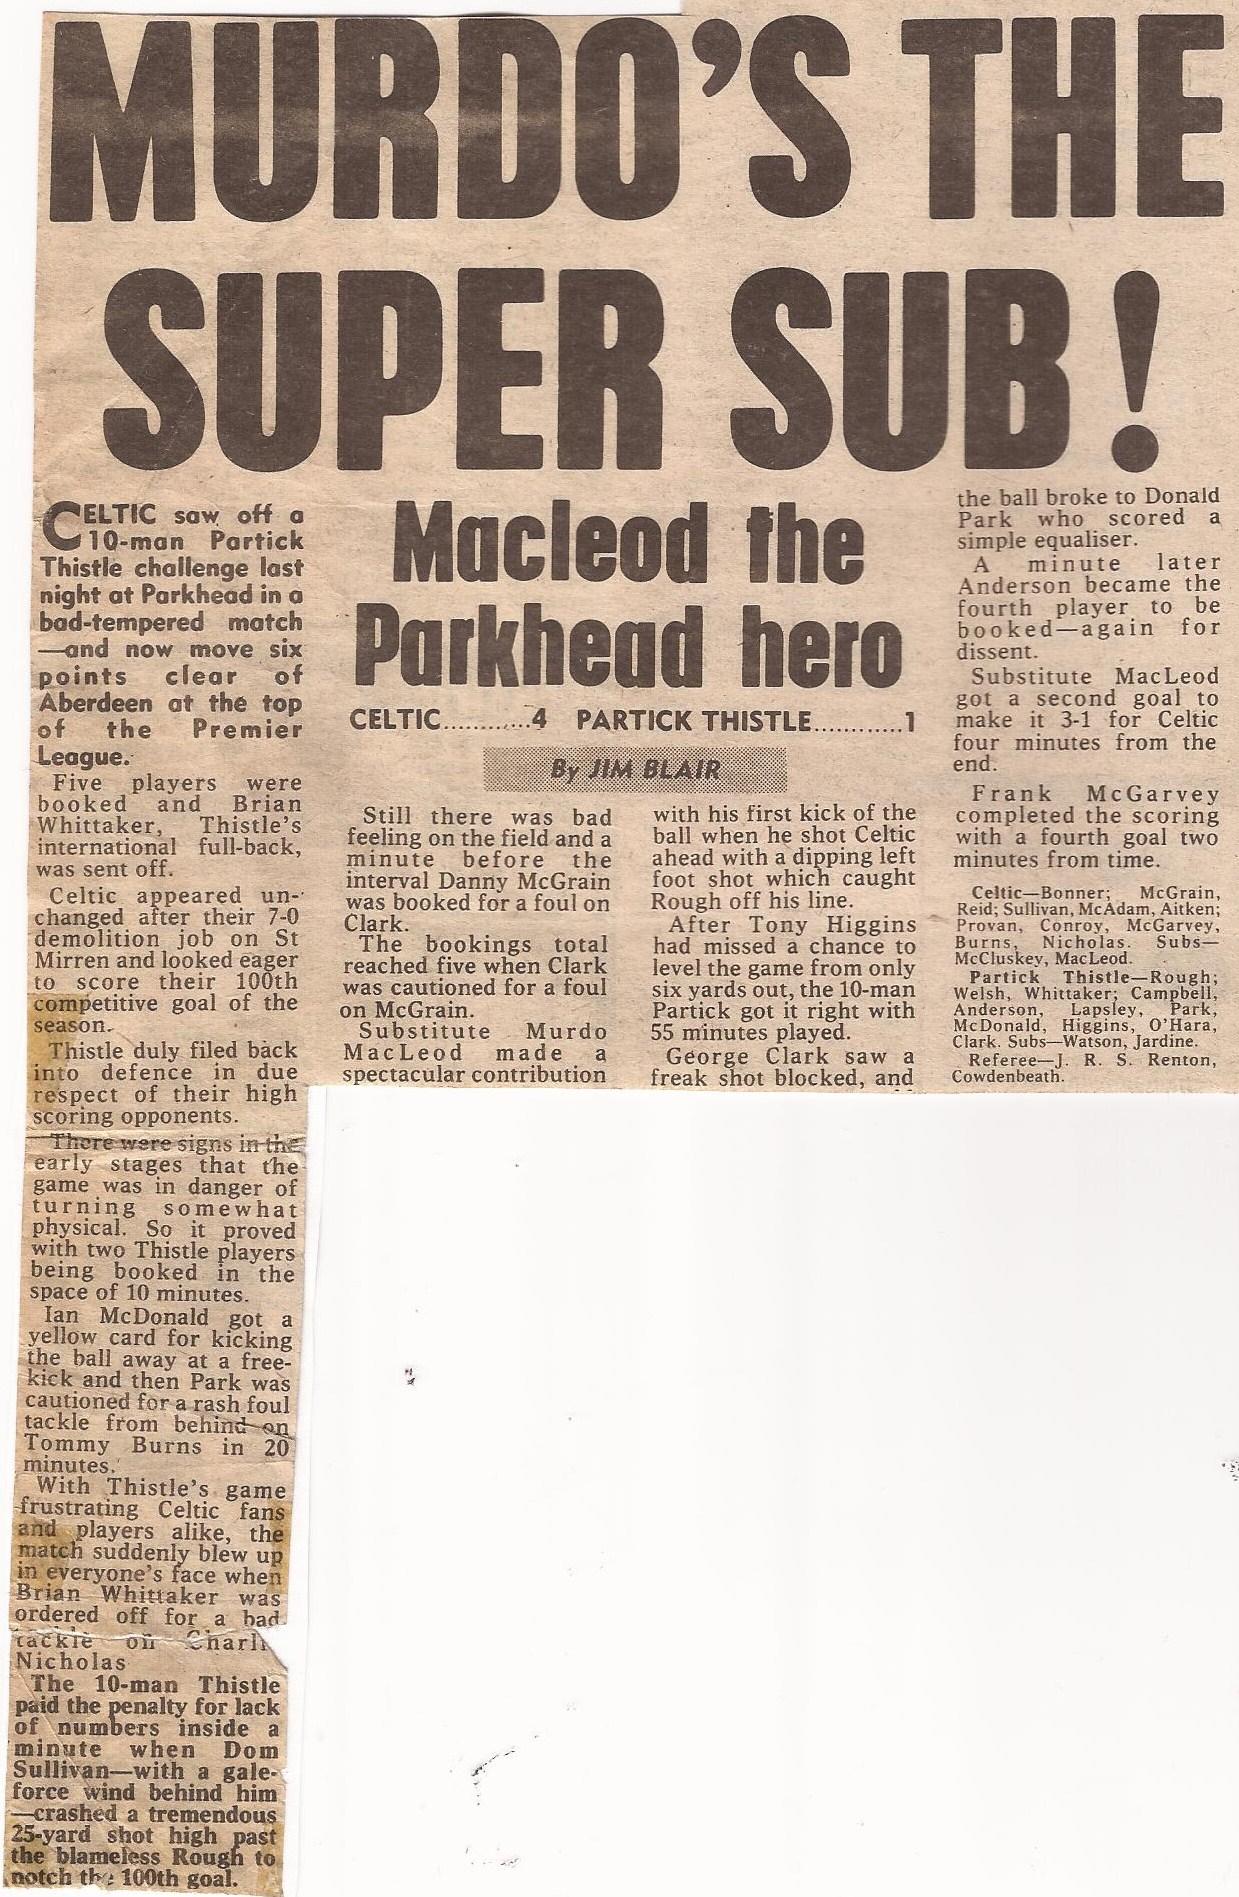 MURDO'S THE
SUPER SUB!
Macleod the
Parkhead hero
CELTIC...........4 PARTICK THISTLE...........1
By JIM BLAIR
CELTIC saw off a
10-man Partick
Thistle challenge last
night at Parkhead in a
bad-tempered match
—and now move six
points clear of
Aberdeen at the top
of the Premier
League.
Five players were
booked and Brian
Whittaker, Thistle's
international full-back,
was sent off.
Celtic appeared un-
changed after their 7-0
demolition job on St
Mirren and looked eager
to score their 100th
competitive goal of the
season.
Thistle duly filed back
into defence in due
respect of their high
scoring opponents.
There were signs in the
early stages that the
game was in danger of
turning somewhat
physical. So it proved
with two Thistle players
being booked in the
space of 10 minutes.
Ian McDonald got a
yellow card for kicking
the ball away at a free-
kick and then Park was
cautioned for a rash foul
tackle from behind on
Tommy Burns in 20
minutes.
With Thistle's game
frustrating Celtic fans
and players alike, the
match suddenly blew up
in everyone's face when
Brian Whittaker was
ordered off for a bad
tackle on Charli
Nicholas
The 10-man Thistle
paid the penalty for lack
of numbers inside a
minute when Dom
Sullivan—with a gale-
force wind behind him
—crashed a tremendous
25-yard shot high past
the blameless Rough to
notch the 100th goal.
Still there was bad
feeling on the field and a
minute before the
interval Danny McGrain
was booked for a foul on
Clark.
The bookings total
reached five when Clark
was cautioned for a foul
on McGrain.
Substitute Murdo
MacLeod made a
spectacular contribution
with his first kick of the
ball when he shot Celtic
ahead with a dipping left
foot shot which caught
Rough off his line.
After Tony Higgins
had missed a chance to
level the game from only
six yards out, the 10-man
Partick got it right with
55 minutes played.
George Clark saw a
freak shot blocked, and
the ball broke to Donald
Park who scored a
simple equaliser.
A minute later
Anderson became the
fourth player to be
booked—again for
dissent.
Substitute MacLeod
got a second goal to
make it 3-1 for Celtic
four minutes from the
end.
Frank McGarvey
completed the scoring
with a fourth goal two
minutes from time.
Celtic—Bonner; McGrain,
Reid; Sullivan, McAdam, Aitken;
Provan, Conroy, McGarvey,
Burns, Nicholas. Subs—
McCluskey, MacLeod.
Partick Thistle—Rough;
Welsh, Whittaker; Campbell,
Anderson, Lapsley, Park,
McDonald, Higgins, O'Hara,
Clark. Subs—Watson, Jardine.
Referee—J. R. S. Renton,
Cowdenbeath.